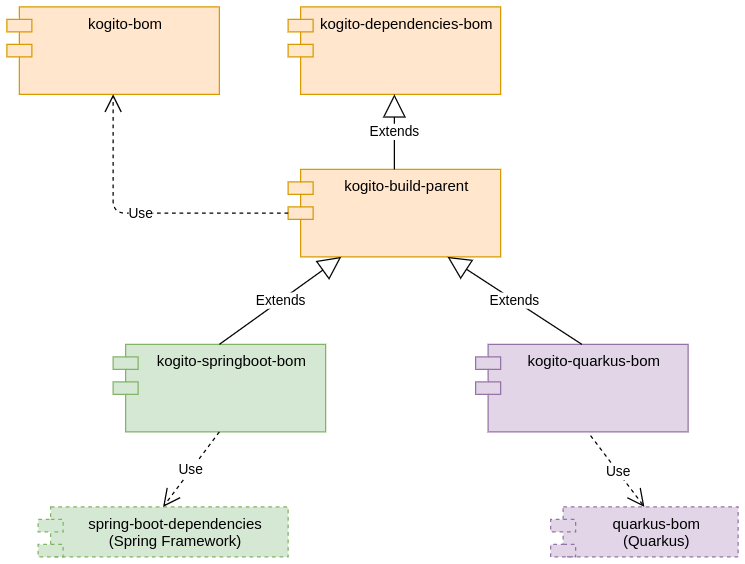 kogito-bom
kogito-dependencies-bom
Extends
kogito-build-parent
Use
Extends
Extends
kogito-springboot-bom
kogito-quarkus-bom
Use
Use
spring-boot-dependencies
(Spring Framework)
quarkus-bom
(Quarkus)